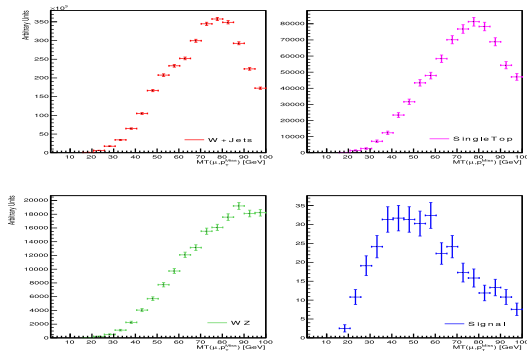 ×10³
Arbitrary Units
350
300
250
200
150
100
50
0
10 20 30 40 50 60 70 80 90 100
MT(μ,p_T^Miss) [GeV]
W+Jets
80000
70000
60000
50000
40000
30000
20000
10000
0
10 20 30 40 50 60 70 80 90 100
MT(μ,p_T^Miss) [GeV]
SingleTop
Arbitrary Units
20000
18000
16000
14000
12000
10000
8000
6000
4000
2000
0
10 20 30 40 50 60 70 80 90 100
MT(μ,p_T^Miss) [GeV]
WZ
35
30
25
20
15
10
5
0
10 20 30 40 50 60 70 80 90 100
MT(μ,p_T^Miss) [GeV]
Signal